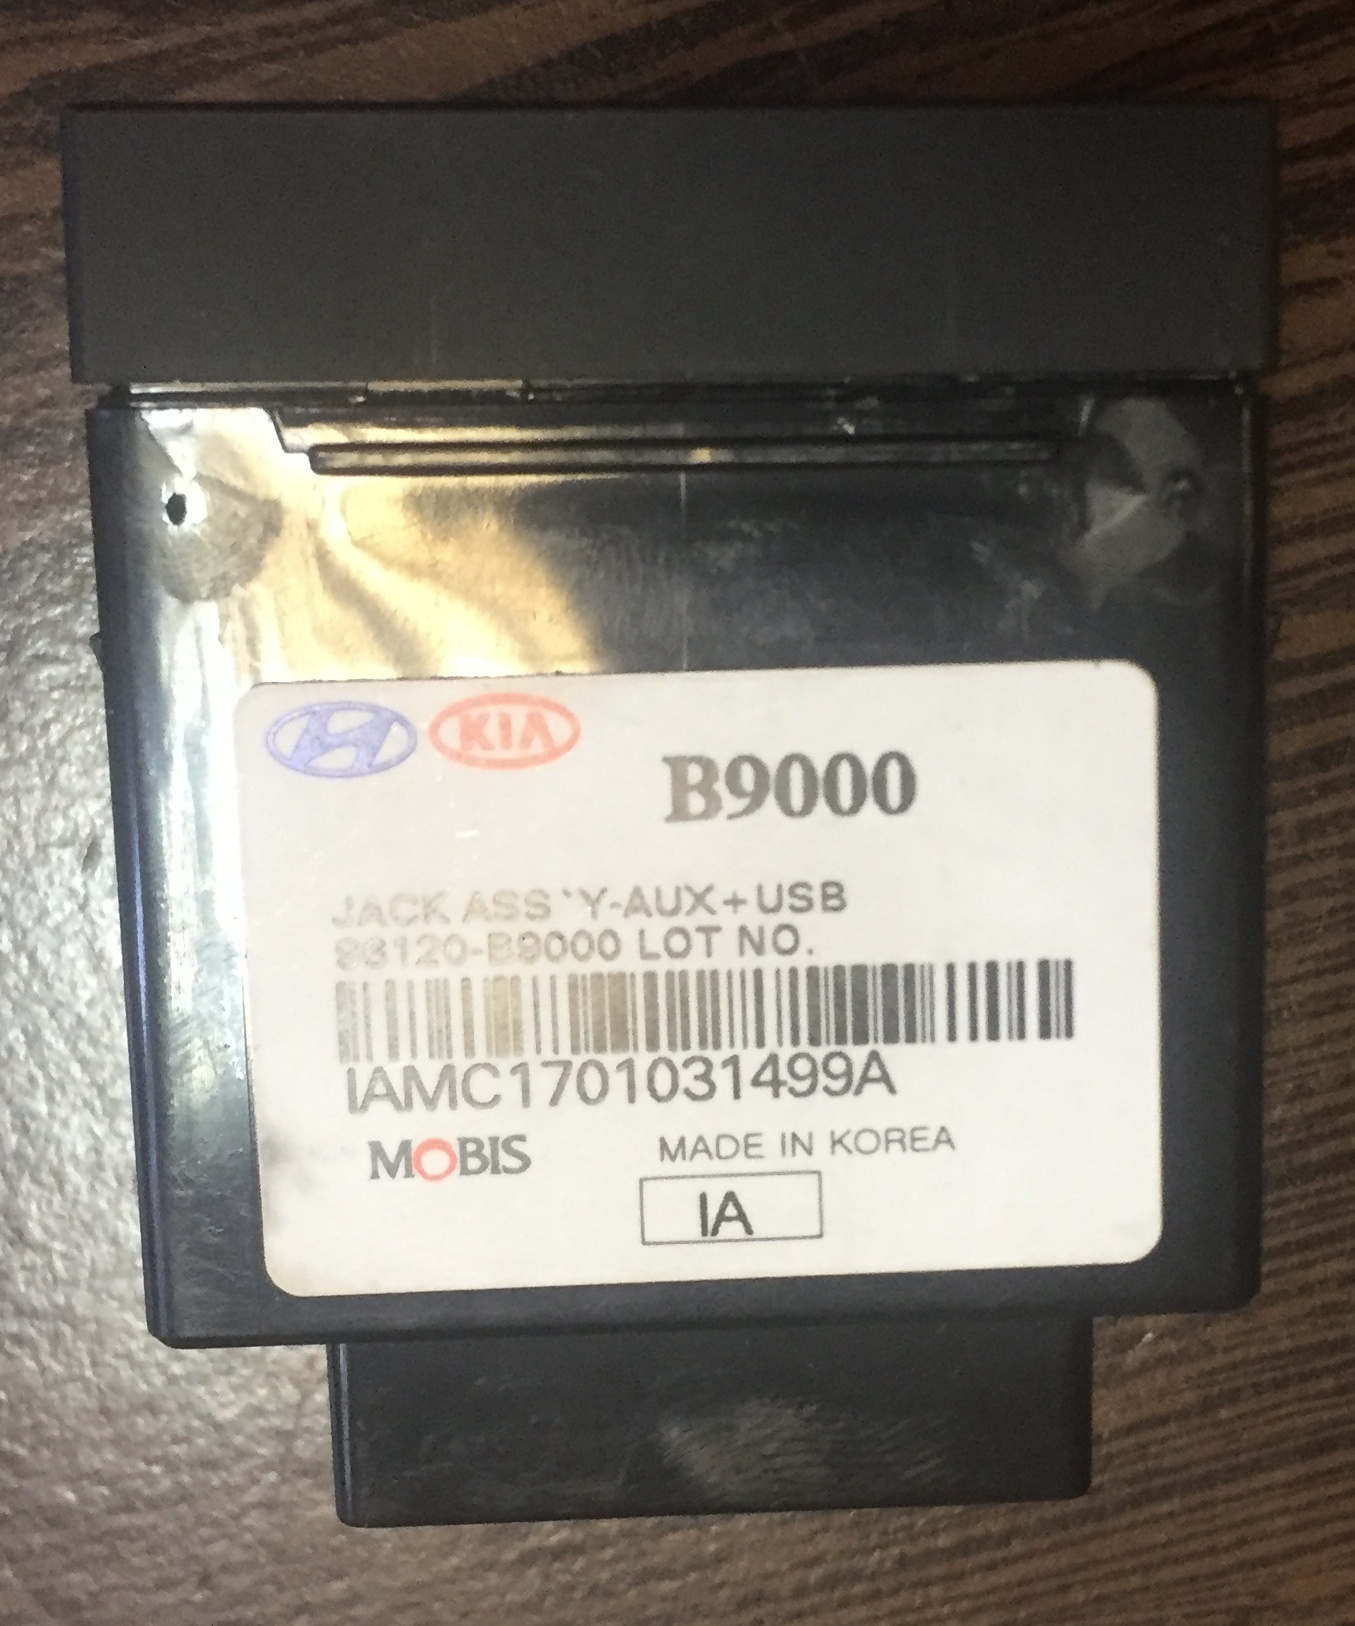 KIA
B9000
JACK ASS`Y-AUX+USB
96120-B9000 LOT NO.
IAMC1701031499A
MOBIS MADE IN KOREA
IA